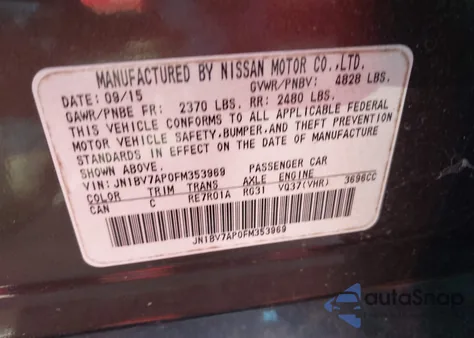 MANUFACTURED BY NISSAN MOTOR CO.,LTD.
DATE: 09/15 GVWR/PNBV: 4828 LBS.
GAWR/PNBE FR: 2370 LBS. RR: 2480 LBS.
THIS VEHICLE CONFORMS TO ALL APPLICABLE FEDERAL
MOTOR VEHICLE SAFETY,BUMPER,AND THEFT PREVENTION
STANDARDS IN EFFECT ON THE DATE OF MANUFACTURE
SHOWN ABOVE.
VIN: JN1BV7AP0FM353969 PASSENGER CAR
COLOR TRIM TRANS AXLE ENGINE
CAN C RE7R01A RG31 VQ37(VHR) 3696CC
JN1BV7AP0FM353969
autoSnap